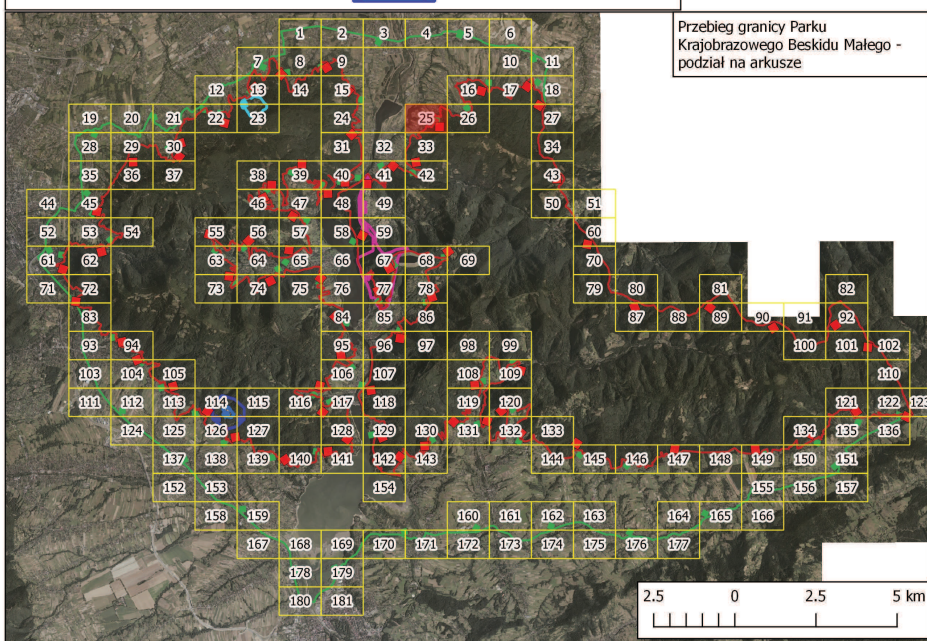 Przebieg granicy Parku
Krajobrazowego Beskidu Małego -
podział na arkusze
1 2 3 4 5 6
7 8 9 10 11
12 13 14 15 16 17 18
19 20 21 22 23 24 25 26 27
28 29 30 31 32 33 34
35 36 37 38 39 40 41 42 43
44 45 46 47 48 49 50 51
52 53 54 55 56 57 58 59 60
61 62 63 64 65 66 67 68 69 70
71 72 73 74 75 76 77 78 79 80 81 82
83 84 85 86 87 88 89 90 91 92
93 94 95 96 97 98 99 100 101 102
103 104 105 106 107 108 109 110
111 112 113 114 115 116 117 118 119 120 121 122 123
124 125 126 127 128 129 130 131 132 133 134 135 136
137 138 139 140 141 142 143 144 145 146 147 148 149 150 151
152 153 154 155 156 157
158 159 160 161 162 163 164 165 166
167 168 169 170 171 172 173 174 175 176 177
178 179
180 181
2.5 0 2.5 5 km